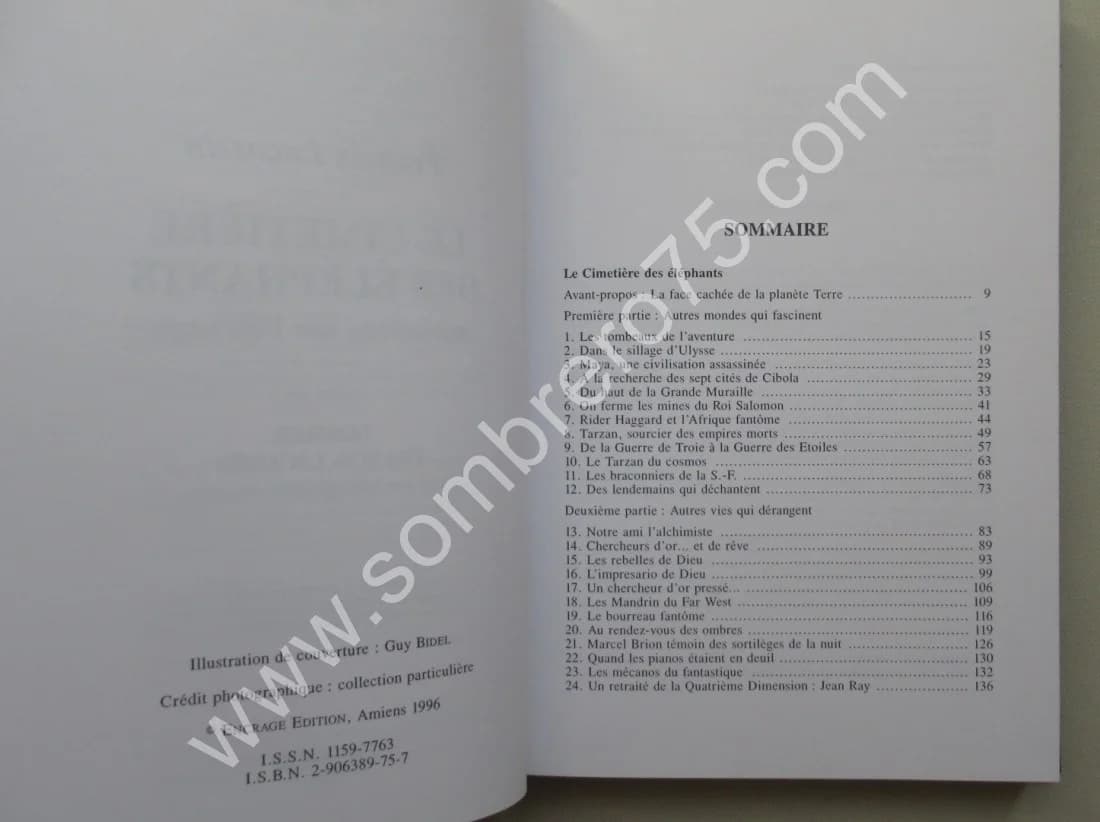 Illustration de couverture : Guy BIDEL
Crédit photographique : collection particulière
© ENCRAGE EDITION, Amiens 1996
I.S.S.N. 1159-7763
I.S.B.N. 2-906389-75-7
SOMMAIRE
Le Cimetière des éléphants
Avant-propos : La face cachée de la planète Terre ................................ 9
Première partie : Autres mondes qui fascinent
1. Les tombeaux de l'aventure ................................ 15
2. Dans le sillage d'Ulysse ................................ 19
3. Maya, une civilisation assassinée ................................ 23
4. A la recherche des sept cités de Cibola ................................ 29
5. Du haut de la Grande Muraille ................................ 33
6. On ferme les mines du Roi Salomon ................................ 41
7. Rider Haggard et l'Afrique fantôme ................................ 44
8. Tarzan, sourcier des empires morts ................................ 49
9. De la Guerre de Troie à la Guerre des Etoiles ................................ 57
10. Le Tarzan du cosmos ................................ 63
11. Les braconniers de la S.-F. ................................ 68
12. Des lendemains qui déchantent ................................ 73
Deuxième partie : Autres vies qui dérangent
13. Notre ami l'alchimiste ................................ 83
14. Chercheurs d'or... et de rêve ................................ 89
15. Les rebelles de Dieu ................................ 93
16. L'impresario de Dieu ................................ 99
17. Un chercheur d'or pressé... ................................ 106
18. Les Mandrin du Far West ................................ 109
19. Le bourreau fantôme ................................ 116
20. Au rendez-vous des ombres ................................ 119
21. Marcel Brion témoin des sortilèges de la nuit ................................ 126
22. Quand les pianos étaient en deuil ................................ 130
23. Les mécanos du fantastique ................................ 132
24. Un retraité de la Quatrième Dimension : Jean Ray ................................ 136
www.sombrero75.com